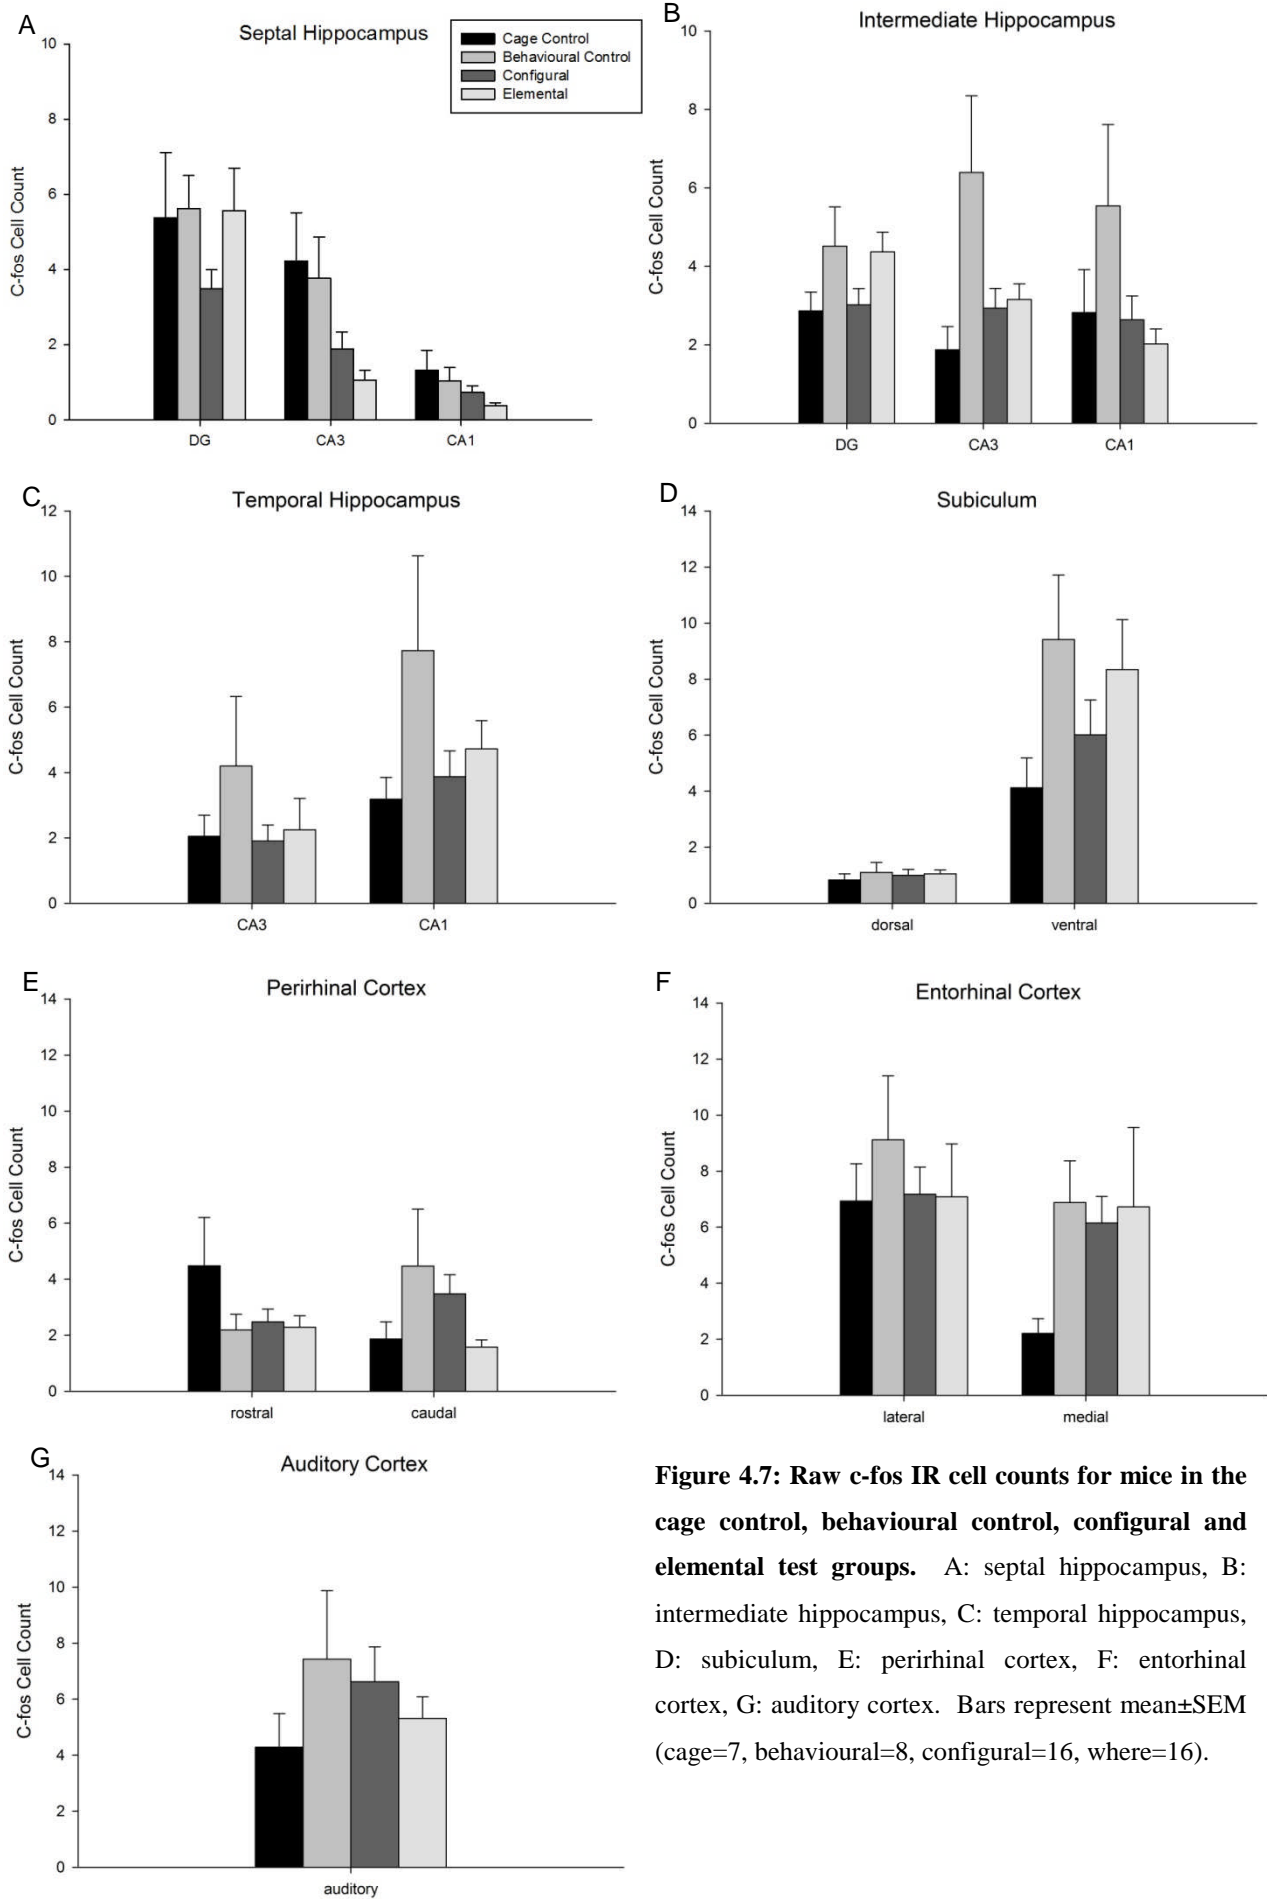 A
Septal Hippocampus
Cage Control
Behavioural Control
Configural
Elemental
C-fos Cell Count
10
8
6
4
2
0
DG CA3 CA1
B
Intermediate Hippocampus
C-fos Cell Count
10
8
6
4
2
0
DG CA3 CA1
C
Temporal Hippocampus
C-fos Cell Count
12
10
8
6
4
2
0
CA3 CA1
D
Subiculum
C-fos Cell Count
14
12
10
8
6
4
2
0
dorsal ventral
E
Perirhinal Cortex
C-fos Cell Count
14
12
10
8
6
4
2
0
rostral caudal
F
Entorhinal Cortex
C-fos Cell Count
14
12
10
8
6
4
2
0
lateral medial
G
Auditory Cortex
C-fos Cell Count
14
12
10
8
6
4
2
0
auditory
Figure 4.7: Raw c-fos IR cell counts for mice in the
cage control, behavioural control, configural and
elemental test groups. A: septal hippocampus, B:
intermediate hippocampus, C: temporal hippocampus,
D: subiculum, E: perirhinal cortex, F: entorhinal
cortex, G: auditory cortex. Bars represent mean±SEM
(cage=7, behavioural=8, configural=16, where=16).